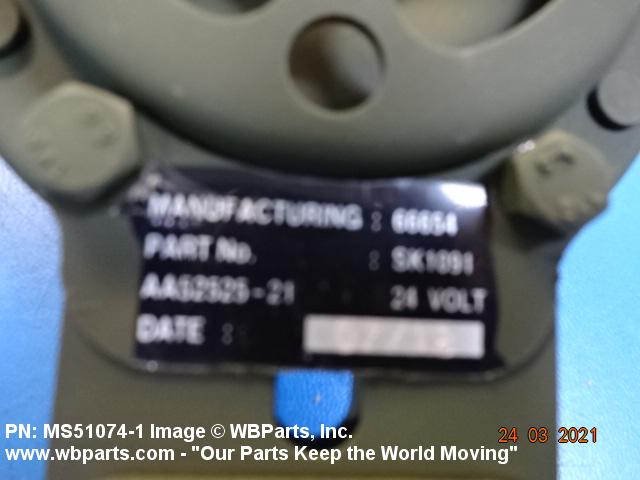 MANUFACTURING : 66654
PART No. : SK1091
AA52525-21 24 VOLT
DATE :
PN: MS51074-1 Image © WBParts, Inc.
24 03 2021
www.wbparts.com - "Our Parts Keep the World Moving"